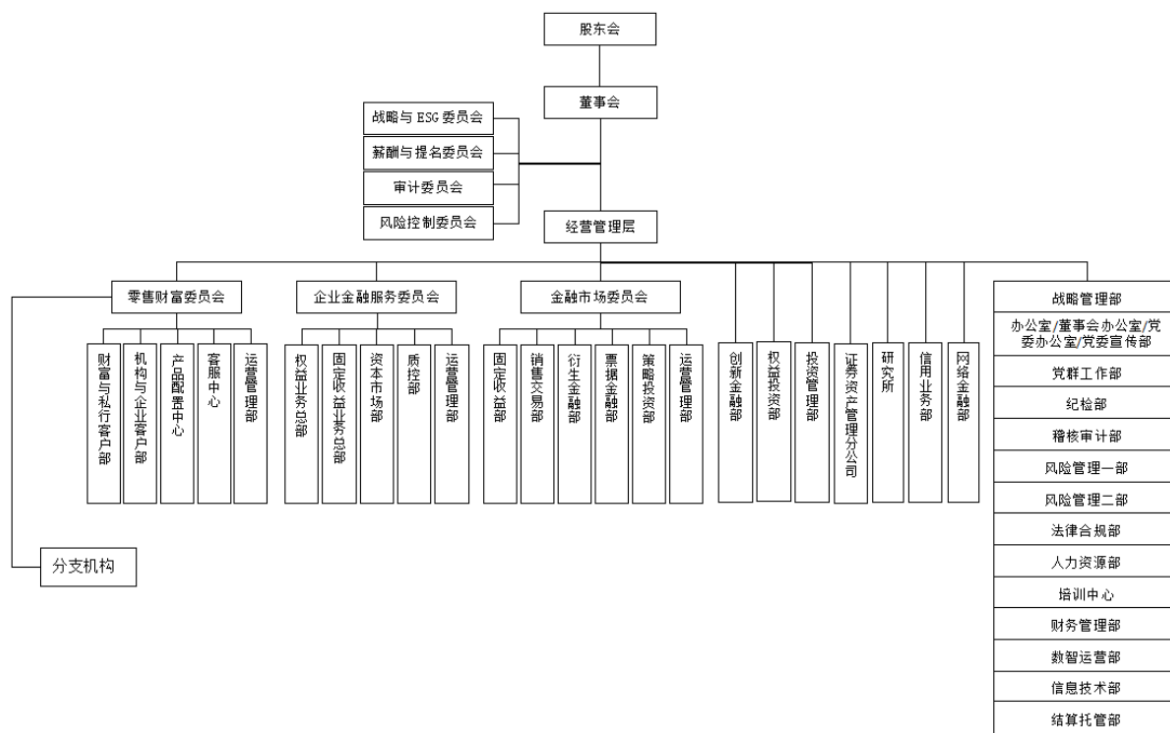 股东会
董事会
战略与ESG委员会
薪酬与提名委员会
审计委员会
风险控制委员会
经营管理层
零售财富委员会
企业金融服务委员会
金融市场委员会
财富与私行客户部
机构与企业客户部
产品配置中心
客服中心
运营管理部
权益业务总部
固定收益业务总部
资本市场部
质控部
运营管理部
固定收益部
销售交易部
衍生金融部
票据金融部
策略投资部
运营管理部
创新金融部
权益投资部
投资管理部
证券资产管理分公司
研究所
信用业务部
网络金融部
战略管理部
办公室/董事会办公室/党
委办公室/党委宣传部
党群工作部
纪检部
稽核审计部
风险管理一部
风险管理二部
法律合规部
人力资源部
培训中心
财务管理部
数智运营部
信息技术部
结算托管部
分支机构